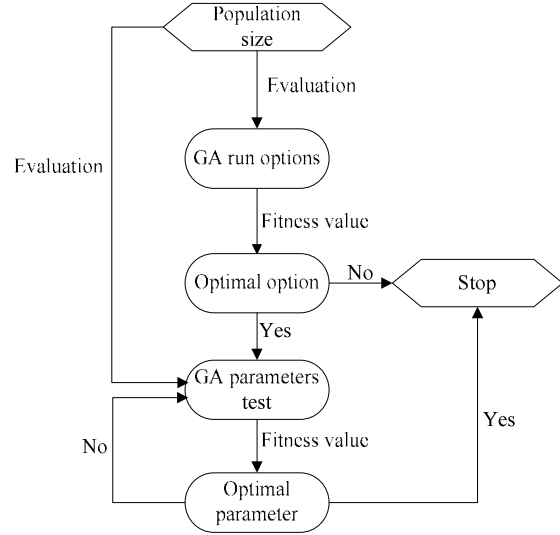 Population
size
Evaluation
Evaluation
GA run options
Fitness value
Optimal option
No
Stop
Yes
GA parameters
test
Fitness value
No
Yes
Optimal
parameter